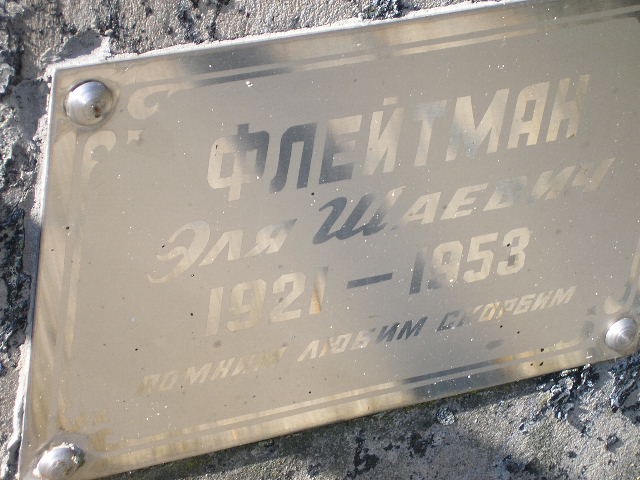 ФЛЕЙТМАН
Эля Шаевич
1921 — 1953
ПОМНИМ ЛЮБИМ СКОРБИМ